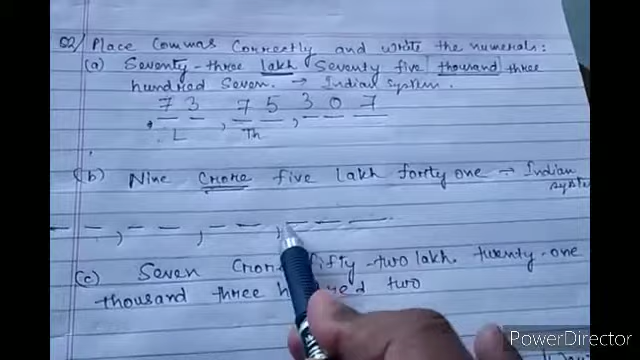 Q2/ Place Commas Correctly and write the numerals:
(a) Seventy-three lakh Seventy five thousand three
hundred Seven. → Indian System.
7 3 7 5 3 0 7
, L , Th ,
(b) Nine Crore five lakh forty one → Indian
syste
, , ,
(c) Seven Crore fifty-two lakh. twenty-one
thousand three hundred two
PowerDirector